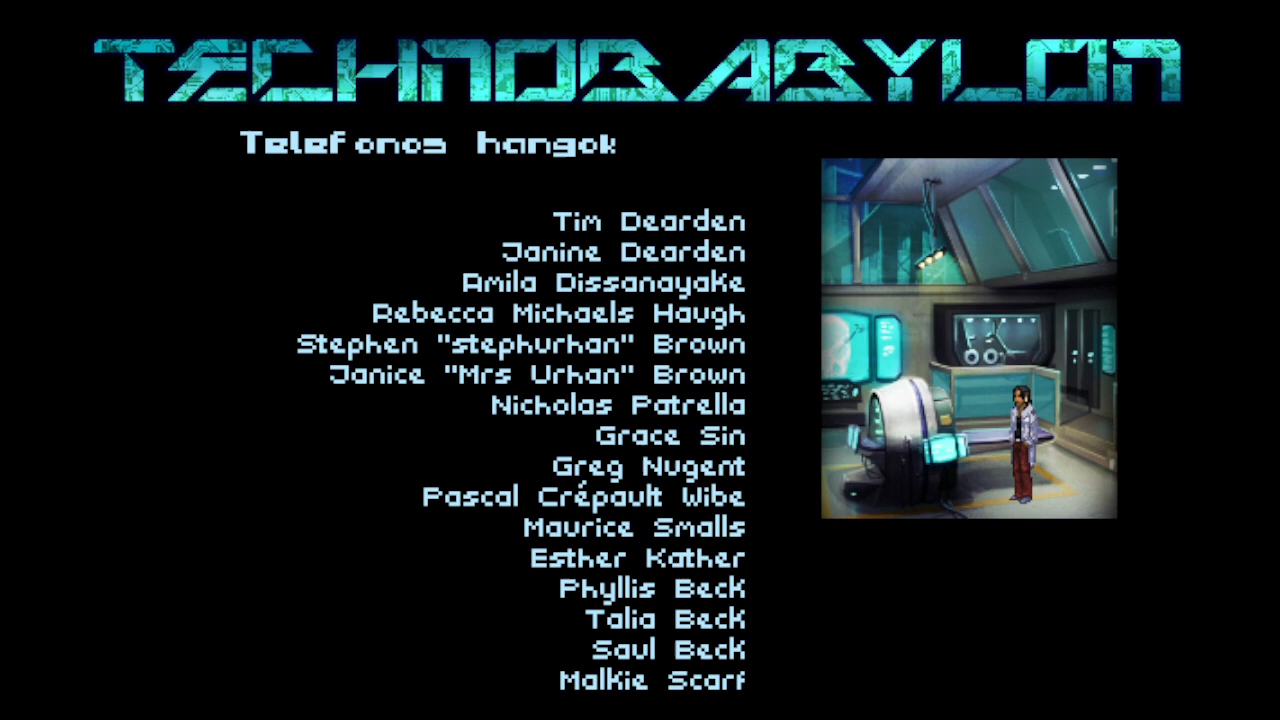 TECHNOBABYLON
Telefonos hangok
Tim Dearden
Janine Dearden
Amila Dissanayake
Rebecca Michaels Haugh
Stephen "stephurhan" Brown
Janice "Mrs Urhan" Brown
Nicholas Patrella
Grace Sin
Greg Nugent
Pascal Crépault Wibe
Maurice Smalls
Esther Kather
Phyllis Beck
Talia Beck
Saul Beck
Malkie Scarf